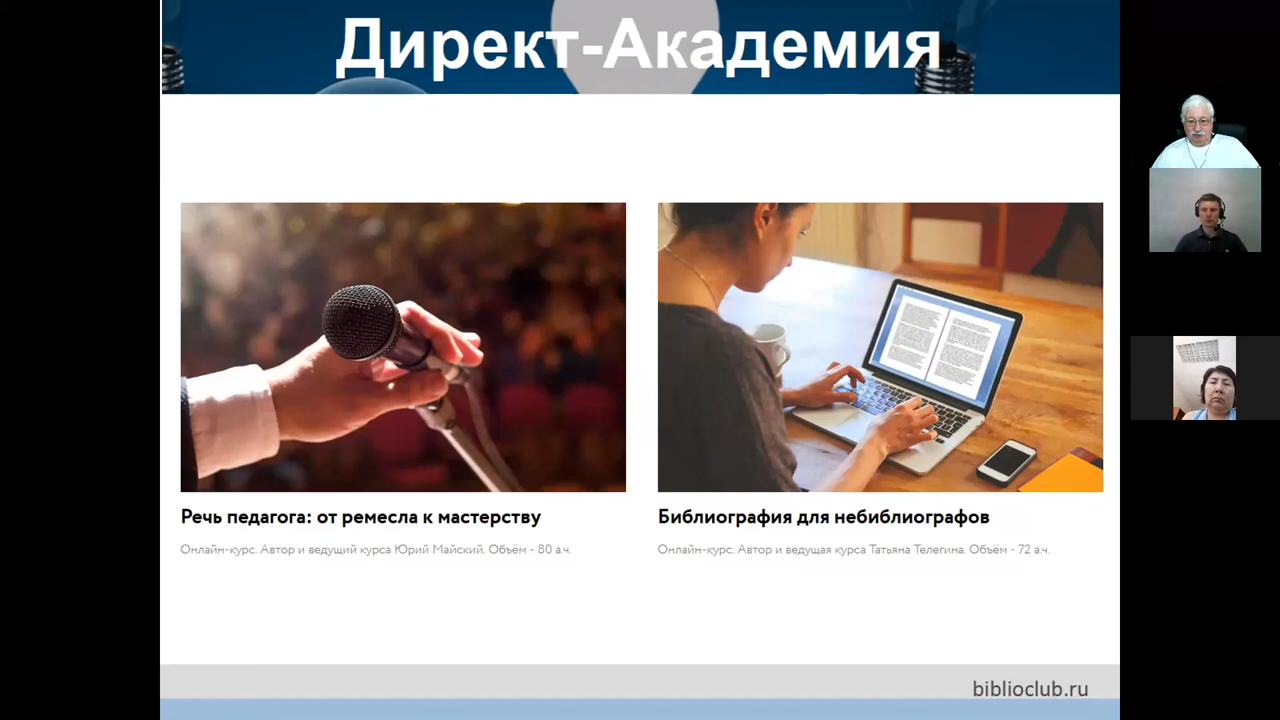 Директ-Академия
Речь педагога: от ремесла к мастерству
Онлайн-курс. Автор и ведущий курса Юрий Майский. Объём - 80 а.ч.
Библиография для небиблиографов
Онлайн-курс. Автор и ведущая курса Татьяна Телегина. Объём - 72 а.ч.
biblioclub.ru